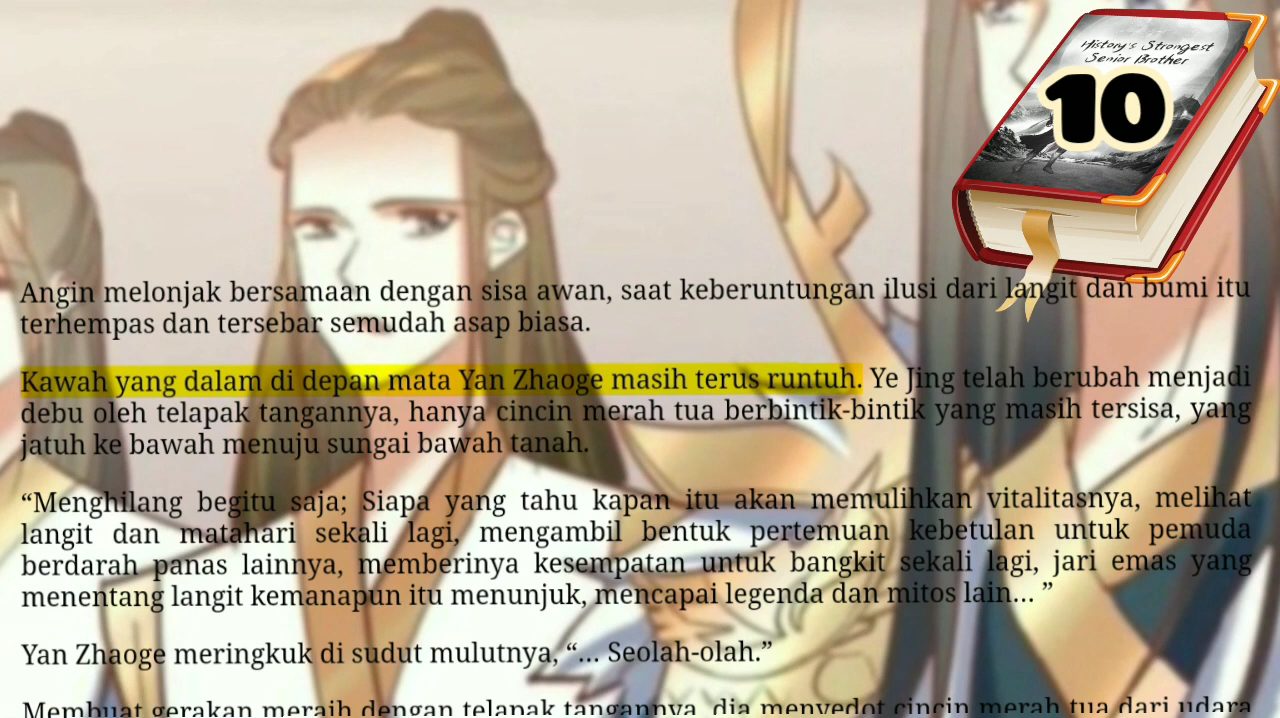 History's Strongest
Senior Brother
10
Angin melonjak bersamaan dengan sisa awan, saat keberuntungan ilusi dari langit dan bumi itu
terhempas dan tersebar semudah asap biasa.
Kawah yang dalam di depan mata Yan Zhaoge masih terus runtuh. Ye Jing telah berubah menjadi
debu oleh telapak tangannya, hanya cincin merah tua berbintik-bintik yang masih tersisa, yang
jatuh ke bawah menuju sungai bawah tanah.
“Menghilang begitu saja; Siapa yang tahu kapan itu akan memulihkan vitalitasnya, melihat
langit dan matahari sekali lagi, mengambil bentuk pertemuan kebetulan untuk pemuda
berdarah panas lainnya, memberinya kesempatan untuk bangkit sekali lagi, jari emas yang
menentang langit kemanapun itu menunjuk, mencapai legenda dan mitos lain… ”
Yan Zhaoge meringkuk di sudut mulutnya, “… Seolah-olah.”
Membuat gerakan meraih dengan telapak tangannya, dia menyedot cincin merah tua dari udara